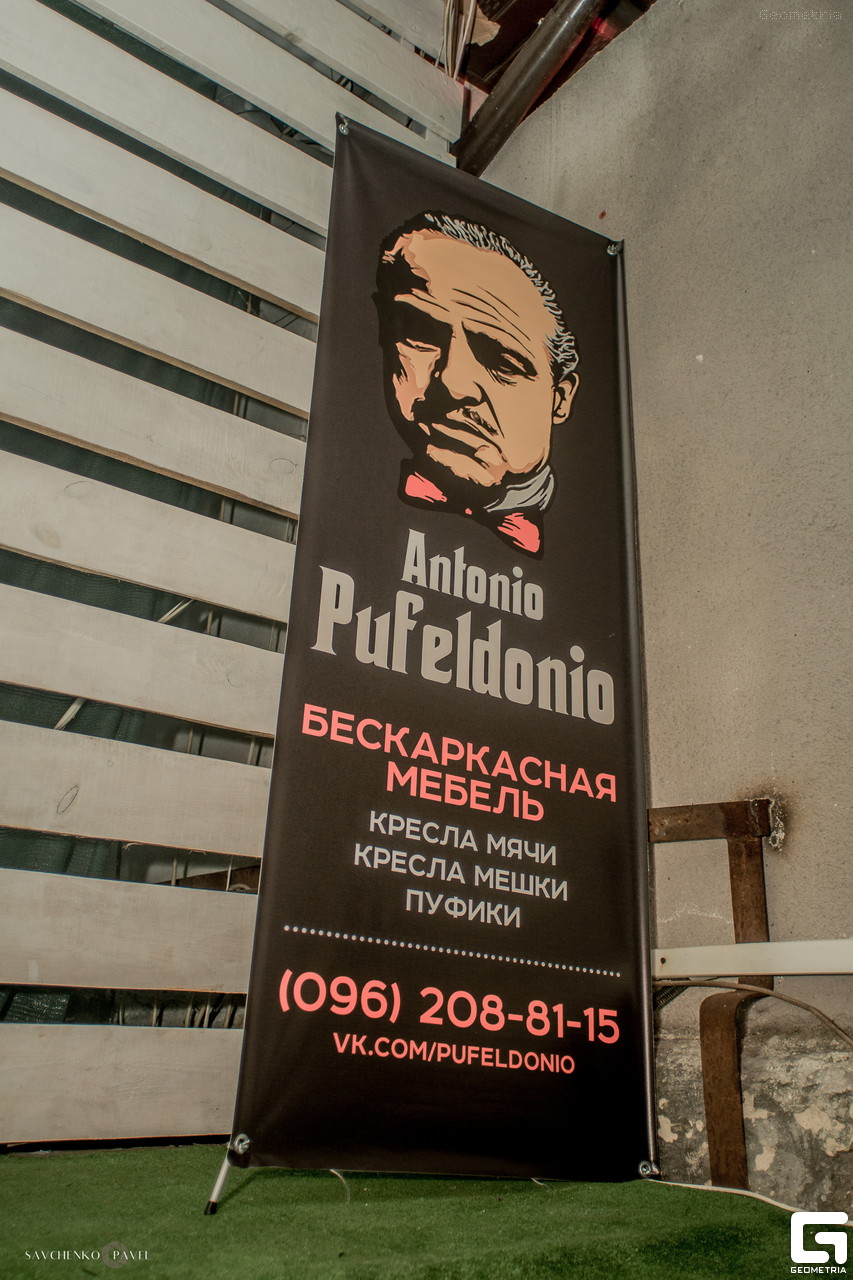 Geometria
Antonio
Pufeldonio
БЕСКАРКАСНАЯ
МЕБЕЛЬ
КРЕСЛА МЯЧИ
КРЕСЛА МЕШКИ
ПУФИКИ
(096) 208-81-15
VK.COM/PUFELDONIO
SAVCHENKO PAVEL
GEOMETRIA